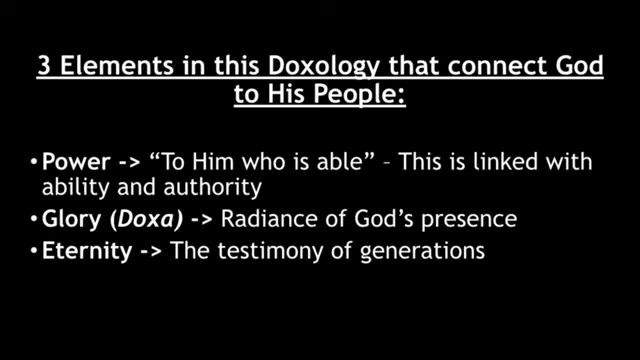 3 Elements in this Doxology that connect God
to His People:
•Power -> “To Him who is able” – This is linked with
ability and authority
•Glory (Doxa) -> Radiance of God’s presence
•Eternity -> The testimony of generations